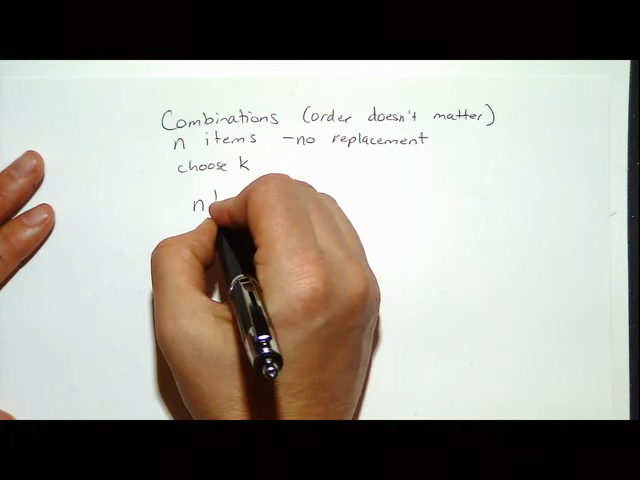 Combinations (order doesn't matter)
n items -no replacement
choose k
n!